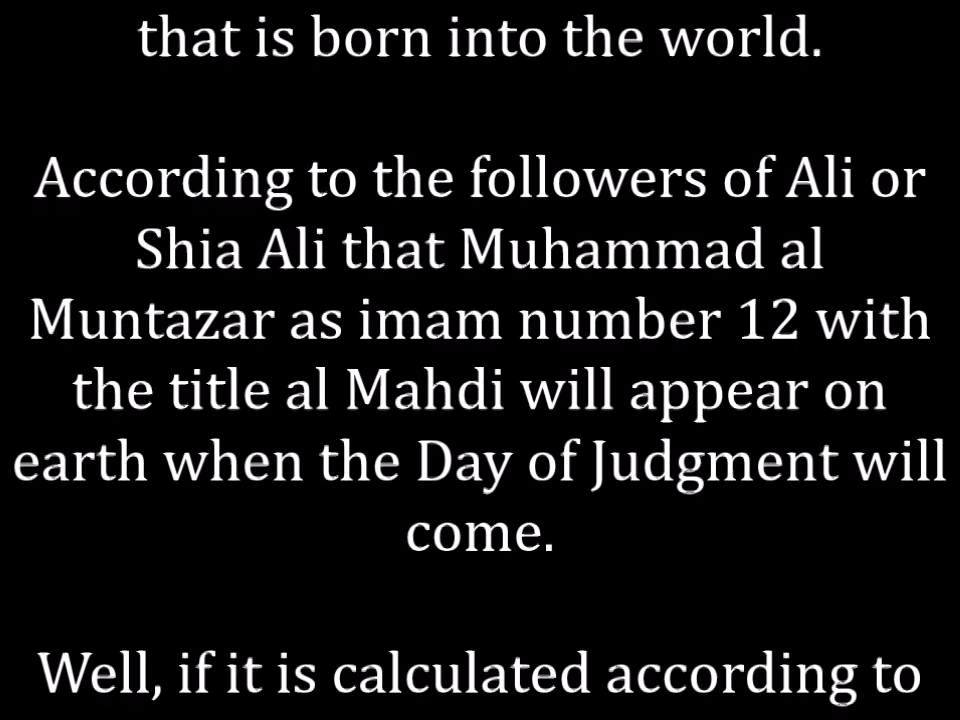 that is born into the world.
According to the followers of Ali or
Shia Ali that Muhammad al
Muntazar as imam number 12 with
the title al Mahdi will appear on
earth when the Day of Judgment will
come.
Well, if it is calculated according to